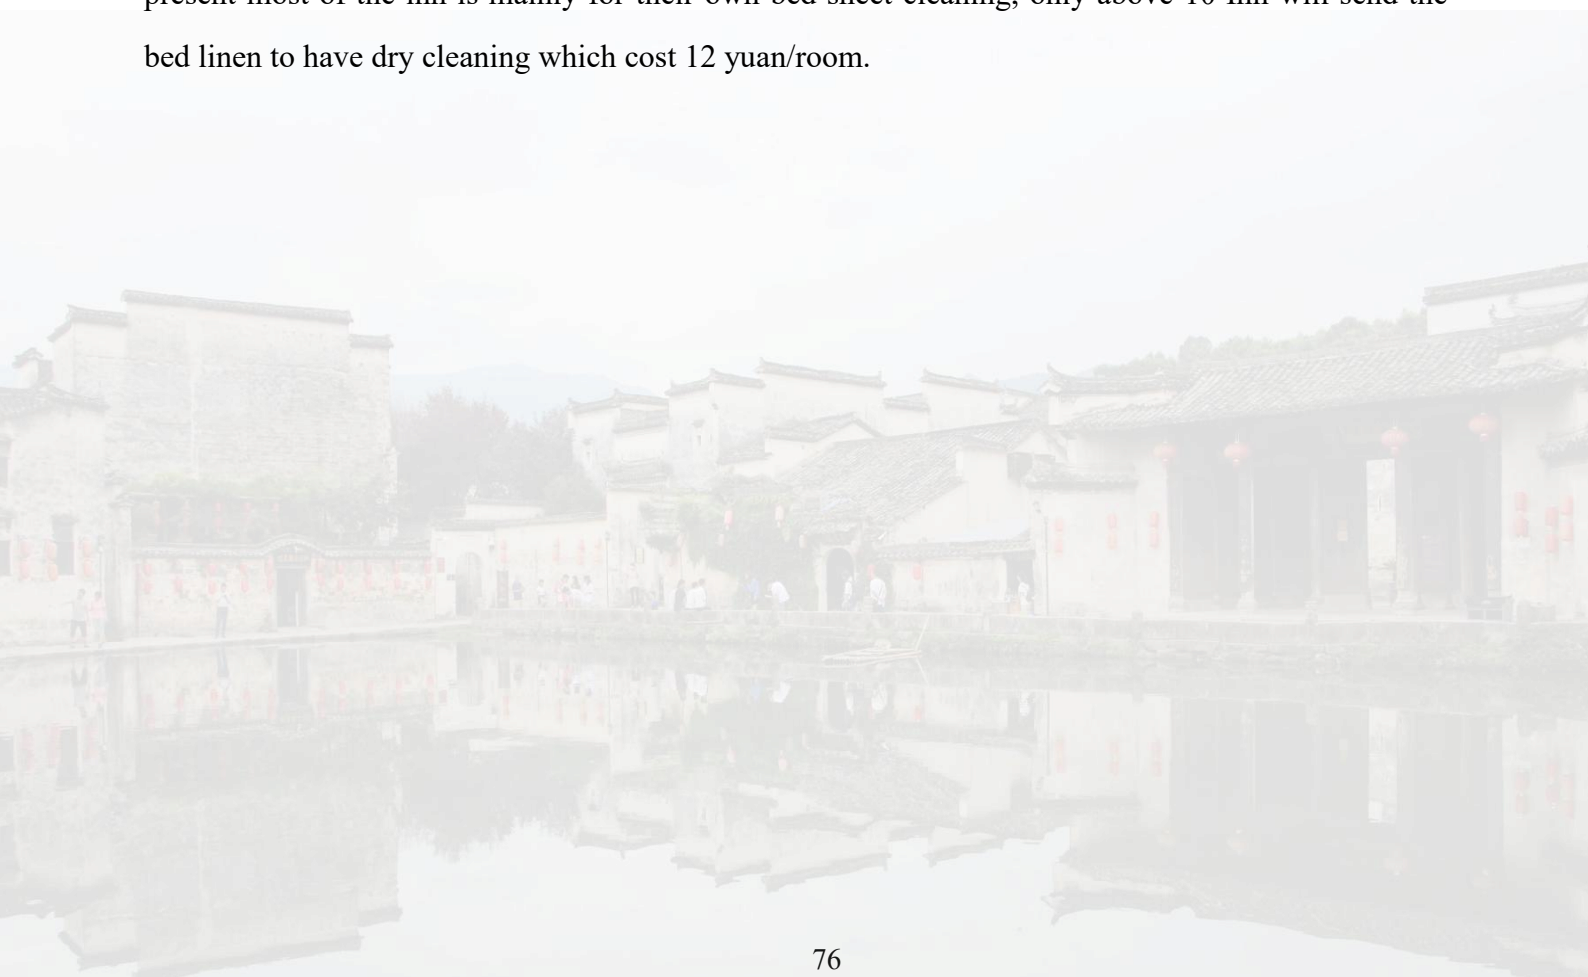 present most of the inn is mainly for their own bed sheet cleaning, only above 10 inn will send the
bed linen to have dry cleaning which cost 12 yuan/room.
76